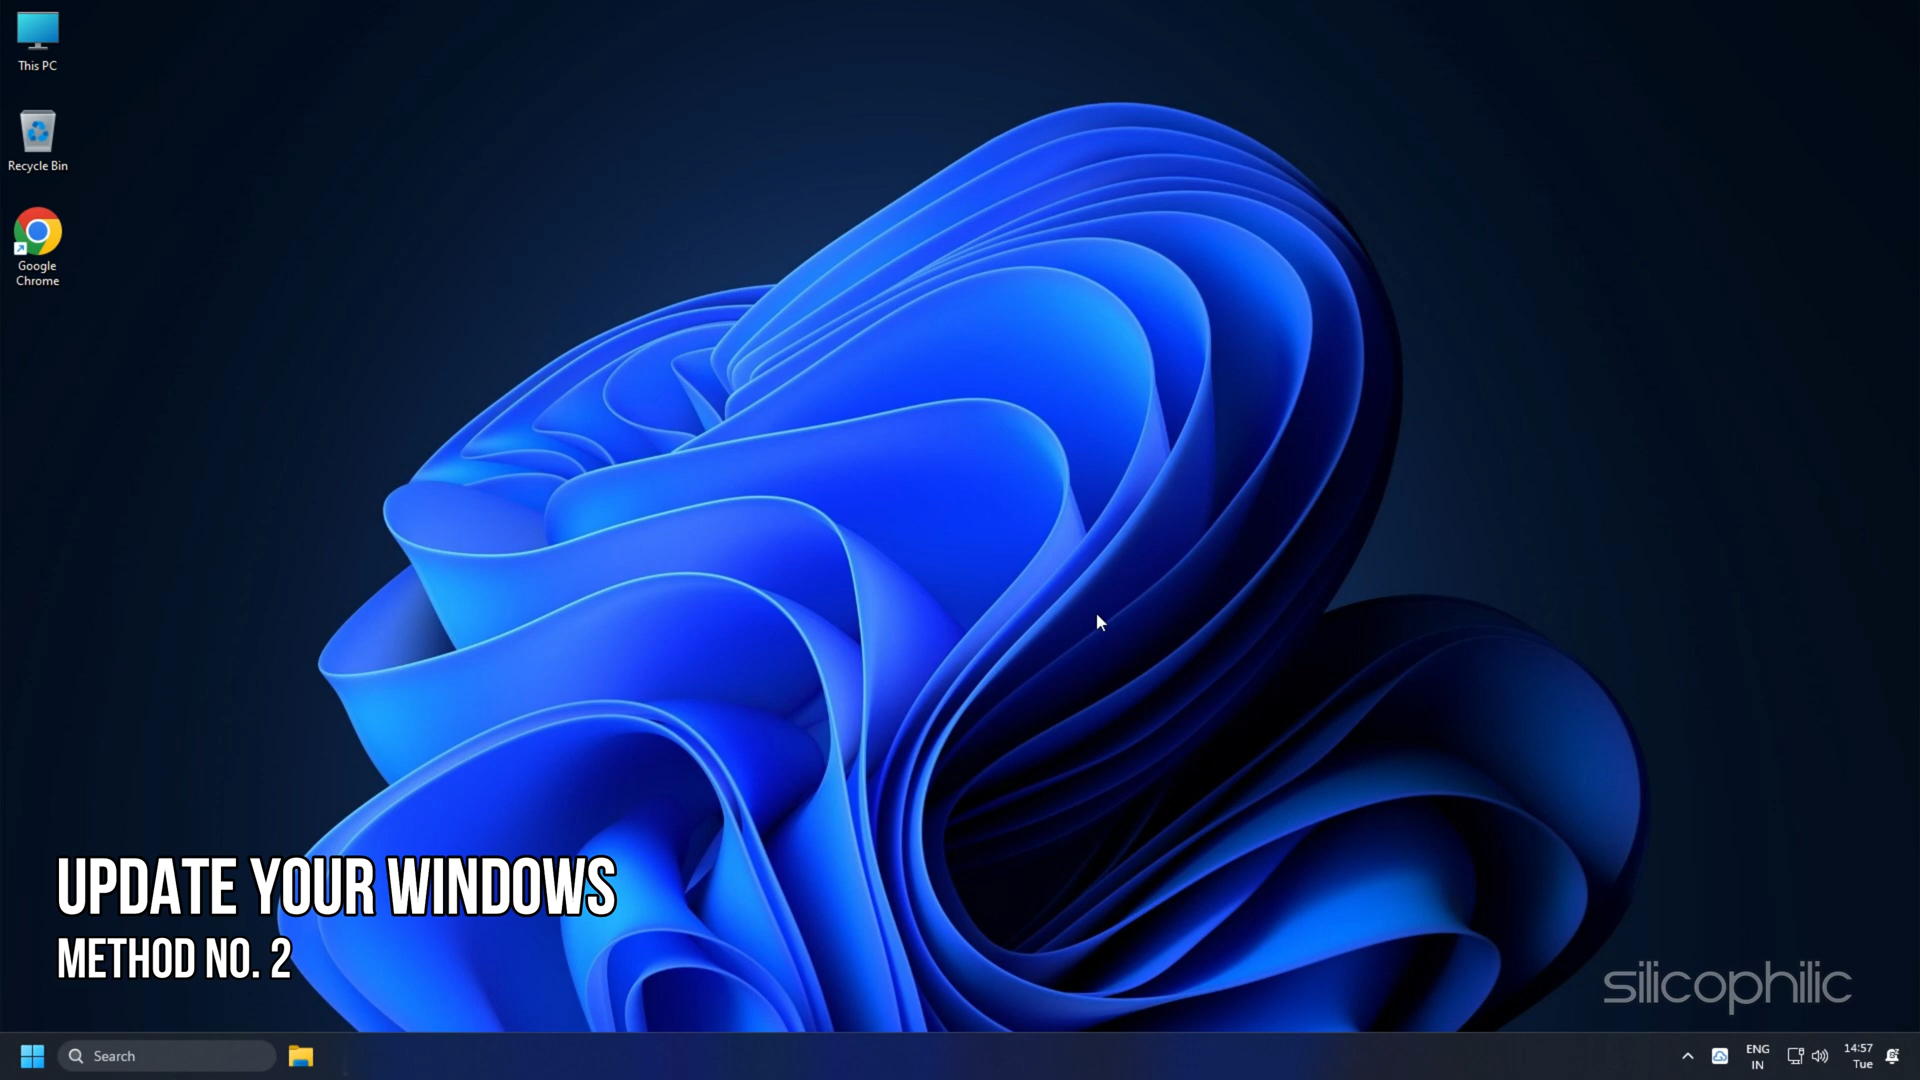 This PC
Recycle Bin
Google
Chrome
UPDATE YOUR WINDOWS
METHOD NO. 2
silicophilic
Search
ENG
IN
14:57
Tue